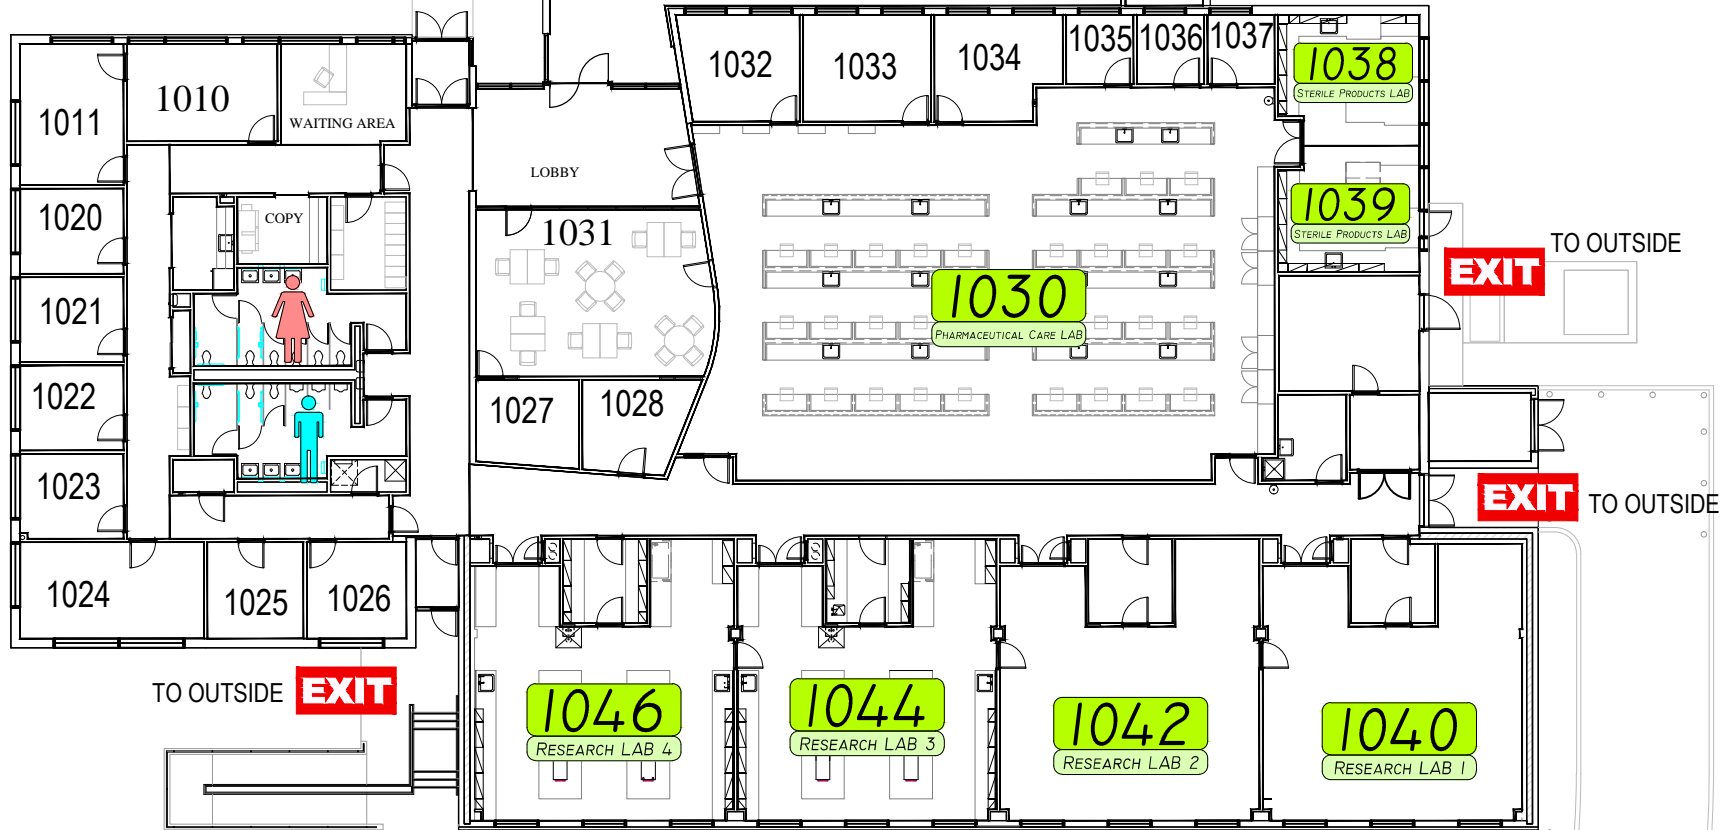 1010
1011
WAITING AREA
LOBBY
1032
1033
1034
1035
1036
1037
1038
STERILE PRODUCTS LAB
1020
COPY
1031
1039
STERILE PRODUCTS LAB
EXIT
TO OUTSIDE
1021
1030
PHARMACEUTICAL CARE LAB
1022
1027
1028
1023
EXIT
TO OUTSIDE
1024
1025
1026
TO OUTSIDE
EXIT
1046
RESEARCH LAB 4
1044
RESEARCH LAB 3
1042
RESEARCH LAB 2
1040
RESEARCH LAB 1